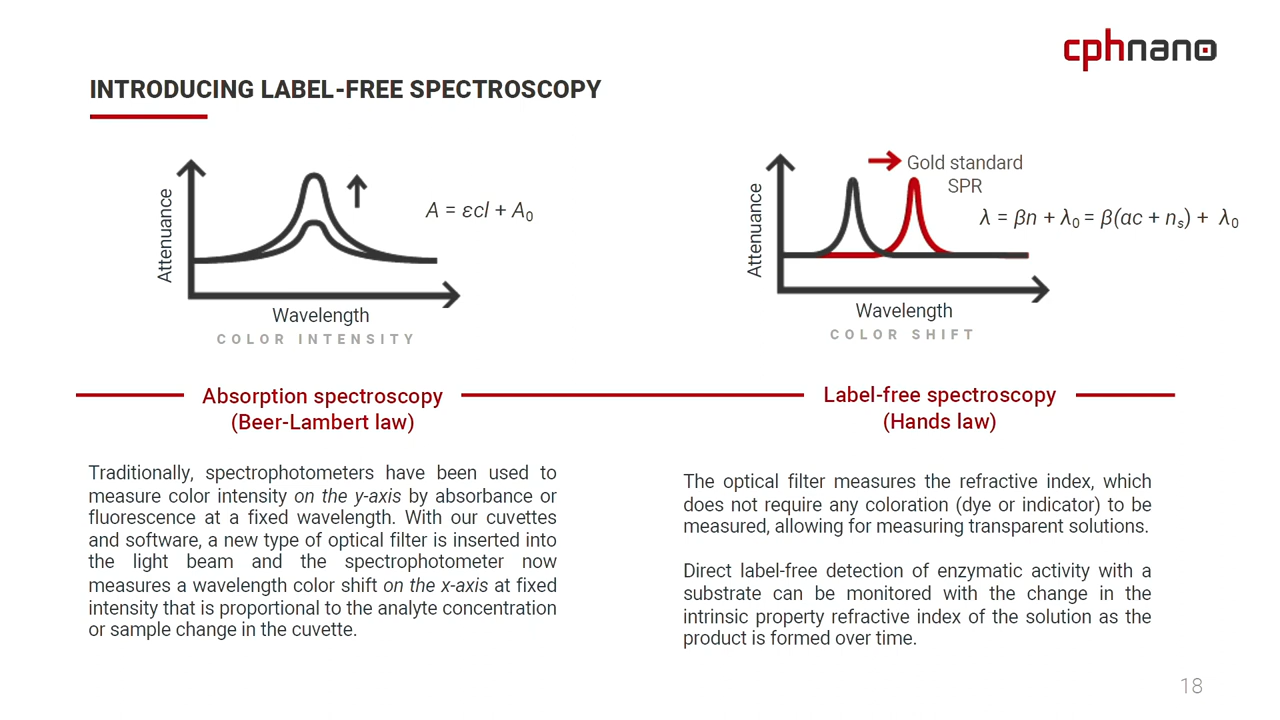 cphnano
INTRODUCING LABEL-FREE SPECTROSCOPY
Attenuance
A = εcl + A₀
Wavelength
COLOR INTENSITY
Attenuance
Gold standard
SPR
λ = βn + λ₀ = β(αc + nₛ) + λ₀
Wavelength
COLOR SHIFT
Absorption spectroscopy
(Beer-Lambert law)
Label-free spectroscopy
(Hands law)
Traditionally, spectrophotometers have been used to
measure color intensity on the y-axis by absorbance or
fluorescence at a fixed wavelength. With our cuvettes
and software, a new type of optical filter is inserted into
the light beam and the spectrophotometer now
measures a wavelength color shift on the x-axis at fixed
intensity that is proportional to the analyte concentration
or sample change in the cuvette.
The optical filter measures the refractive index, which
does not require any coloration (dye or indicator) to be
measured, allowing for measuring transparent solutions.
Direct label-free detection of enzymatic activity with a
substrate can be monitored with the change in the
intrinsic property refractive index of the solution as the
product is formed over time.
18